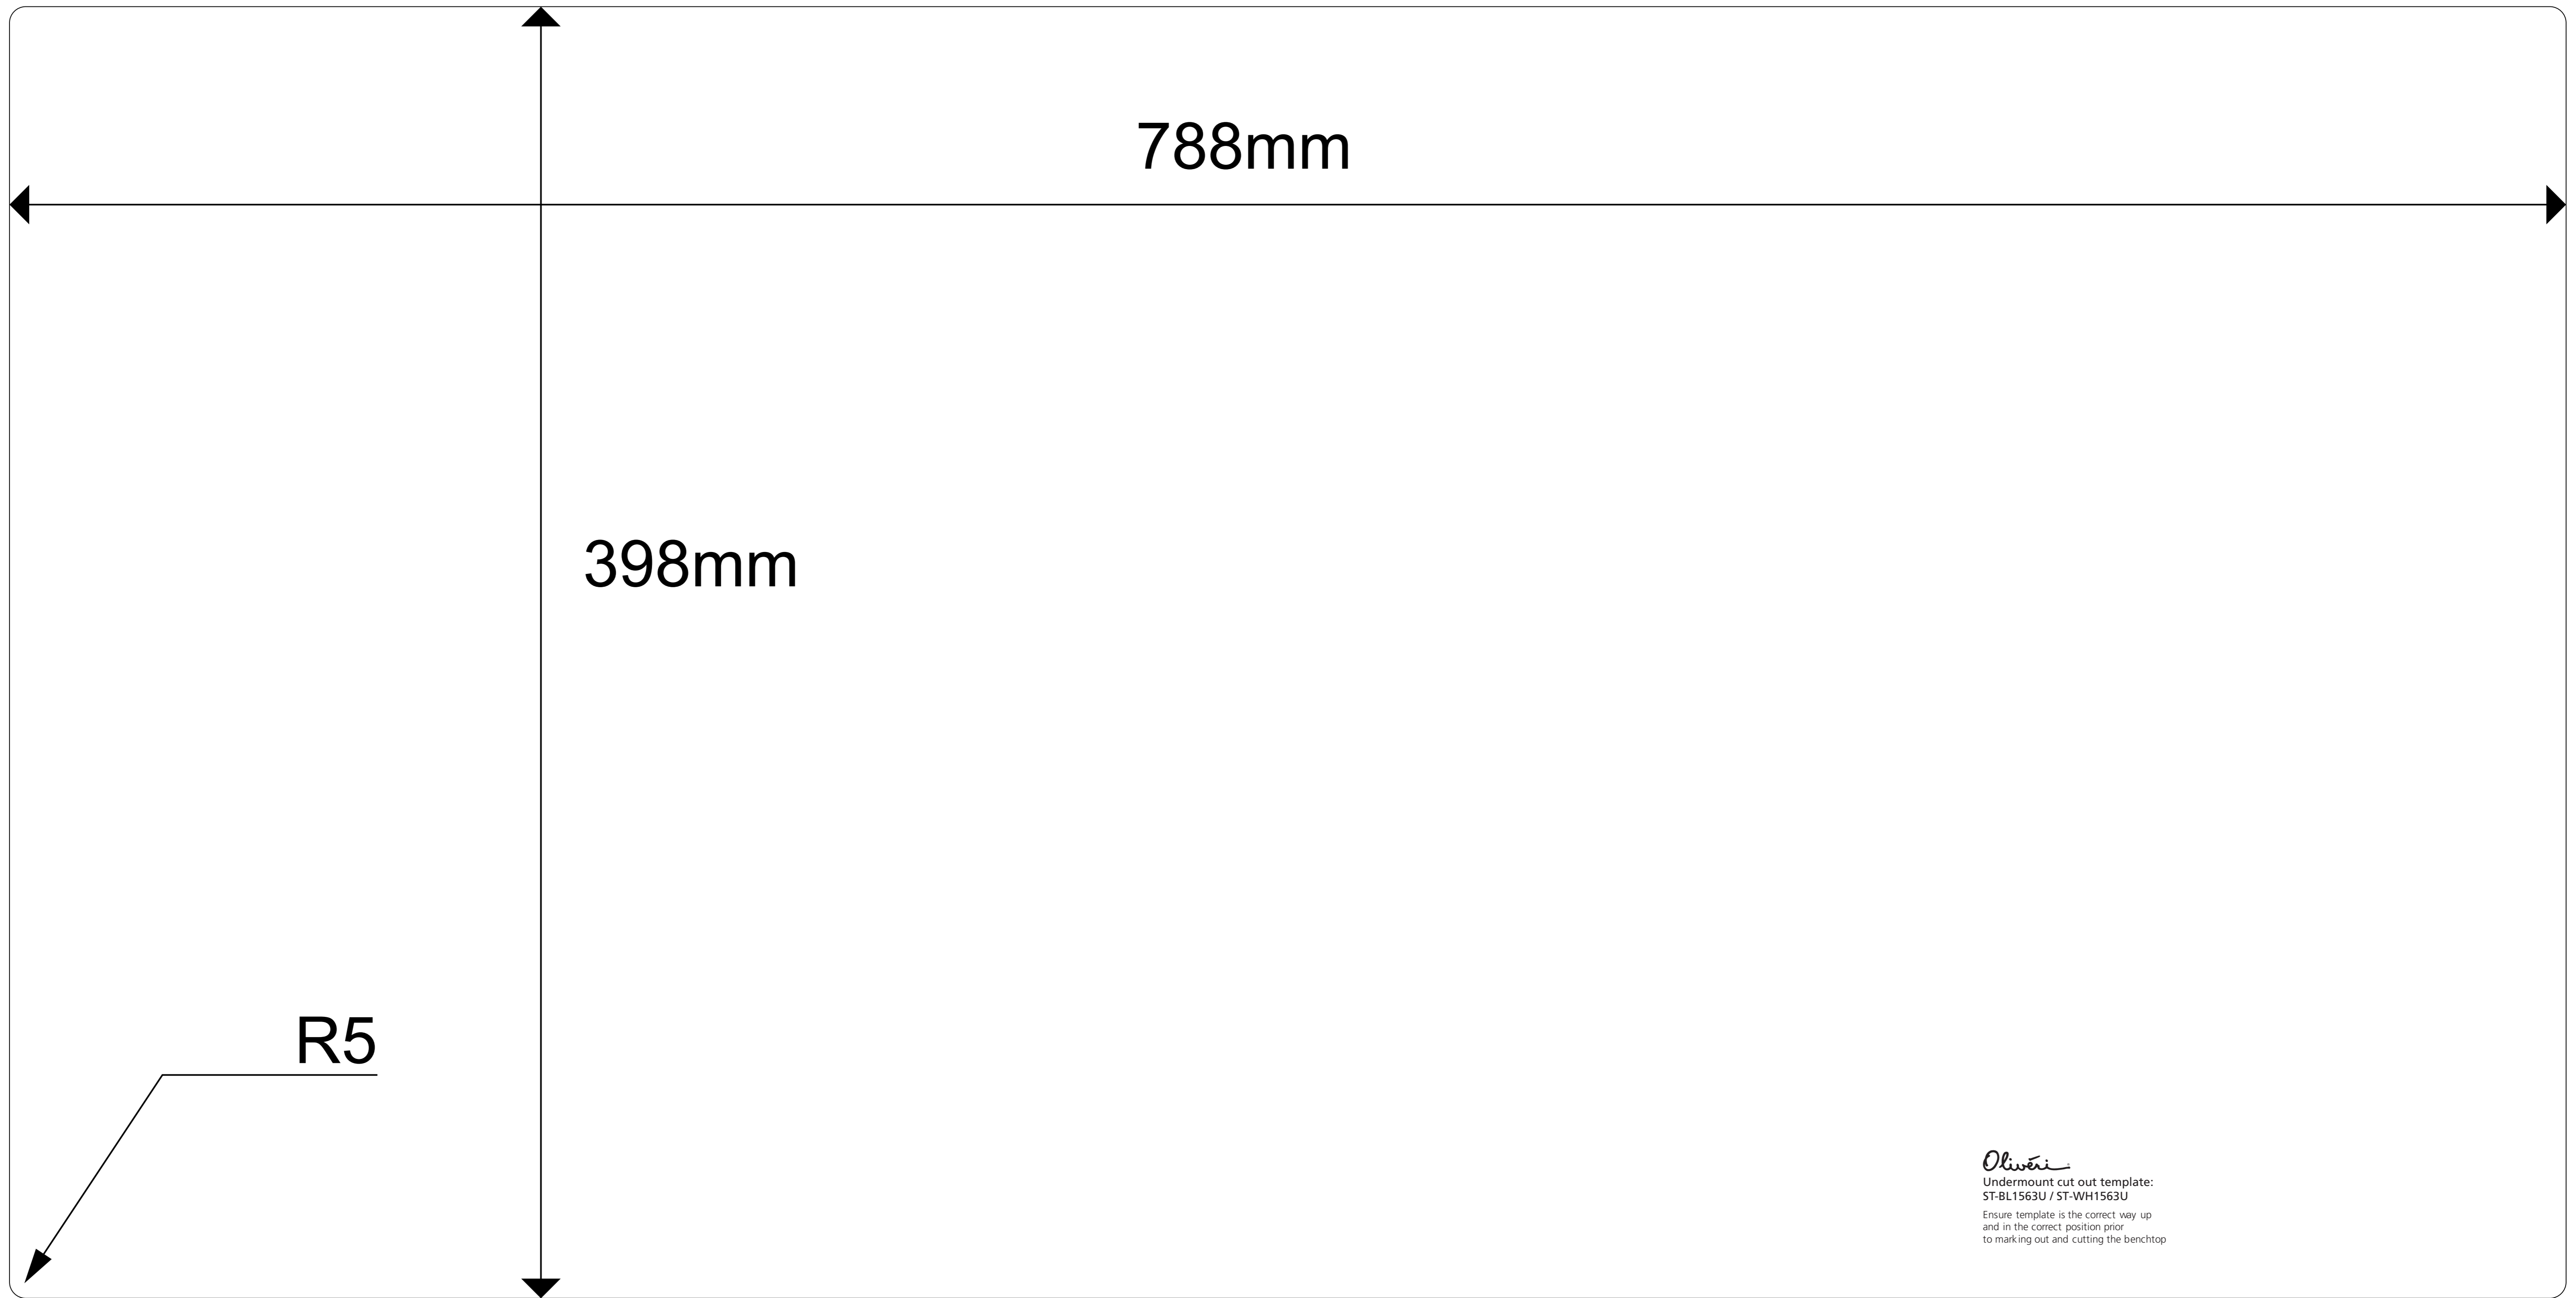 788mm
398mm
R5
Olivéri
Undermount cut out template:
ST-BL1563U / ST-WH1563U
Ensure template is the correct way up
and in the correct position prior
to marking out and cutting the benchtop